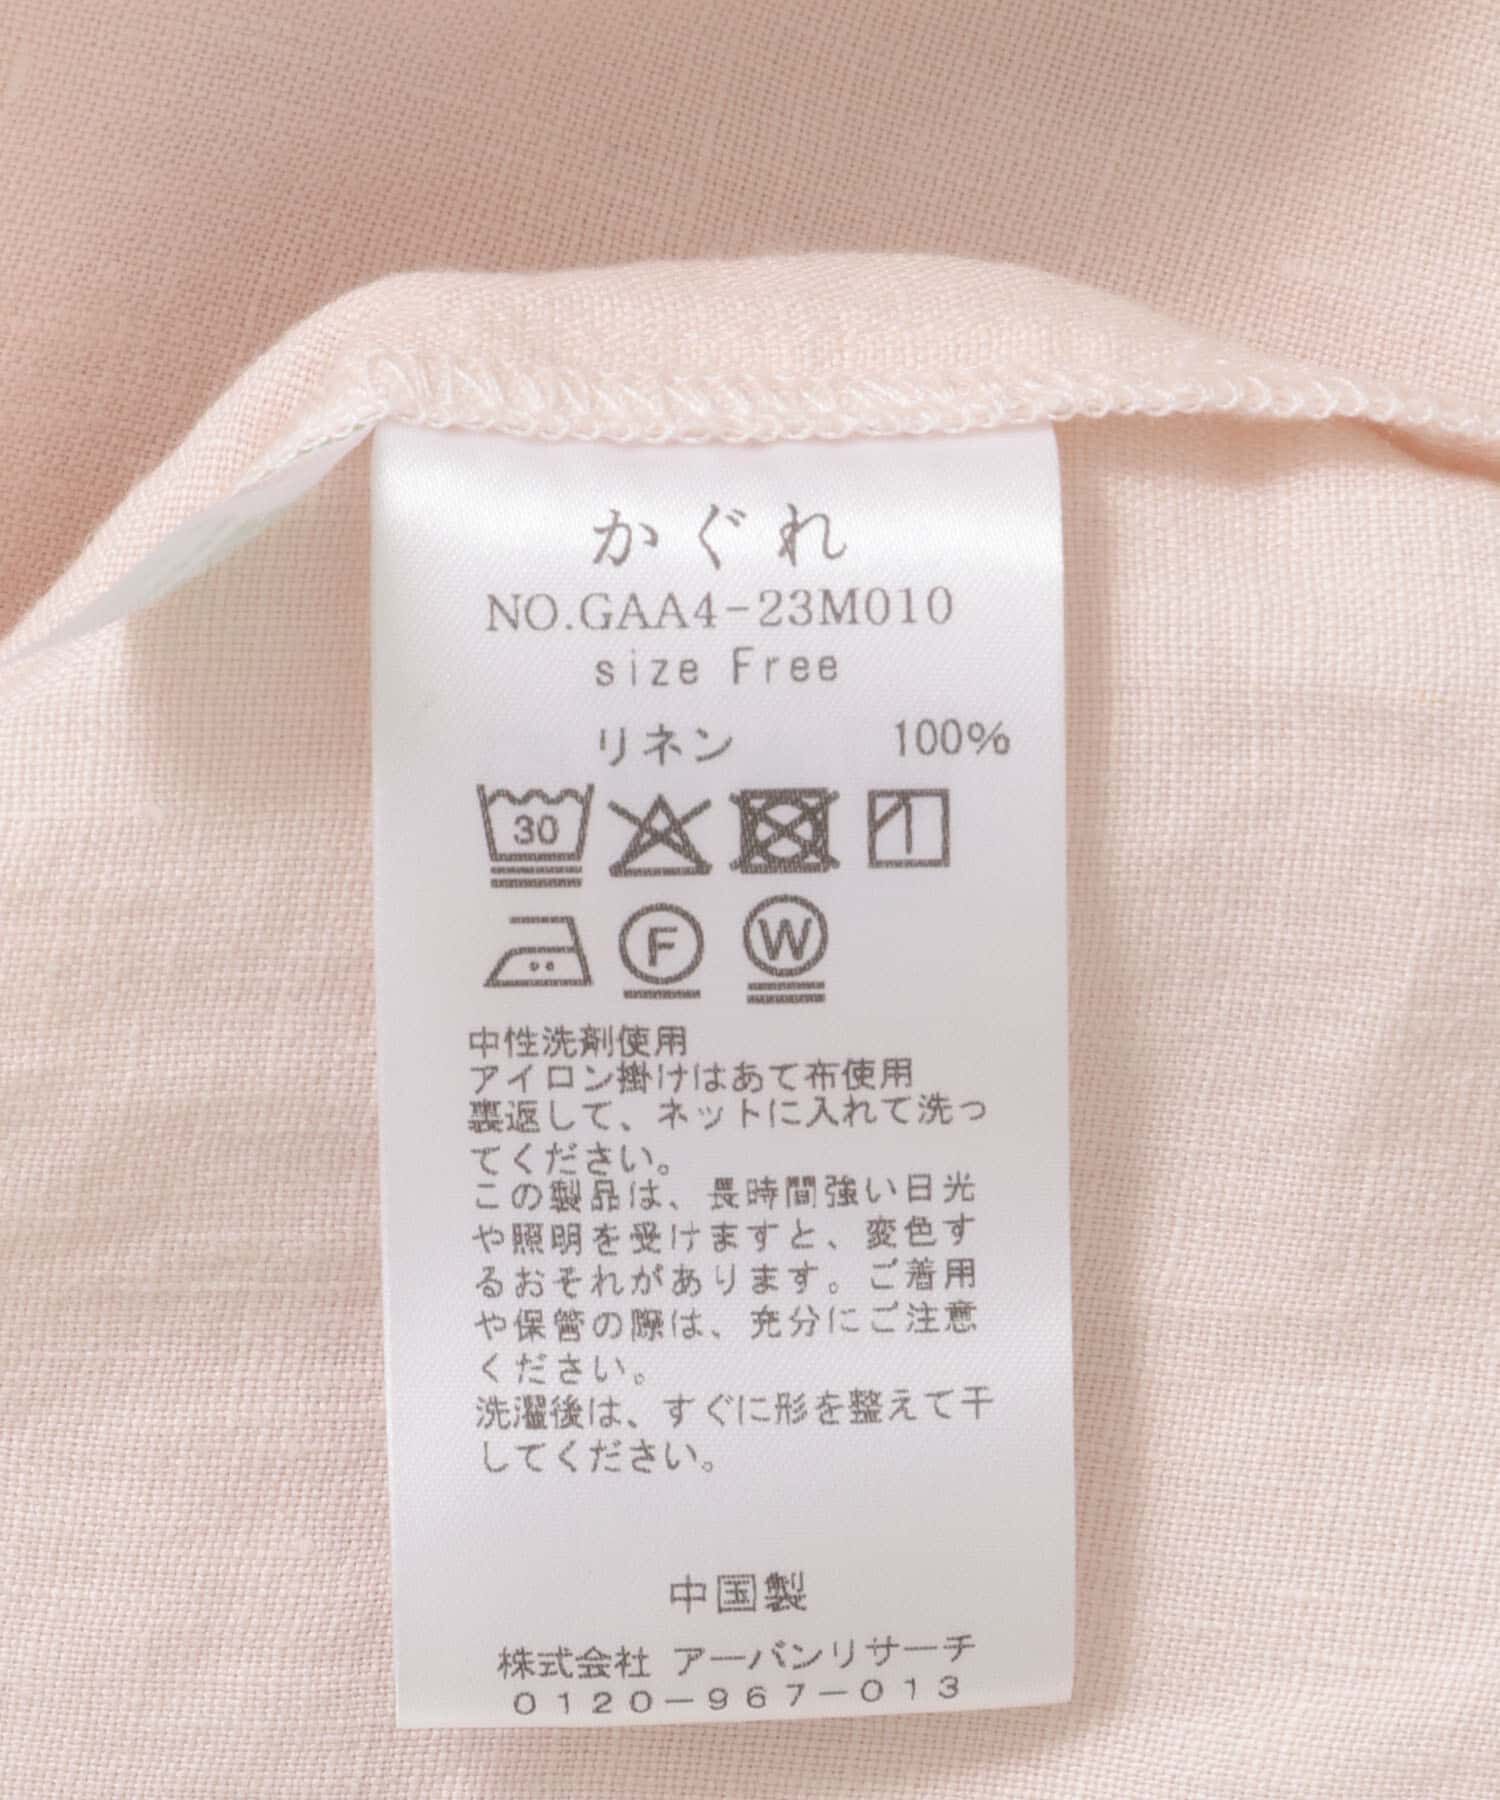 かぐれ
NO.GAA4-23M010
size Free
リネン 100%
30
F W
中性洗剤使用
アイロン掛けはあて布使用
裏返して、ネットに入れて洗っ
てください。
この製品は、長時間強い日光
や照明を受けますと、変色す
るおそれがあります。ご着用
や保管の際は、充分にご注意
ください。
洗濯後は、すぐに形を整えて干
してください。
中国製
株式会社 アーバンリサーチ
0120-967-013